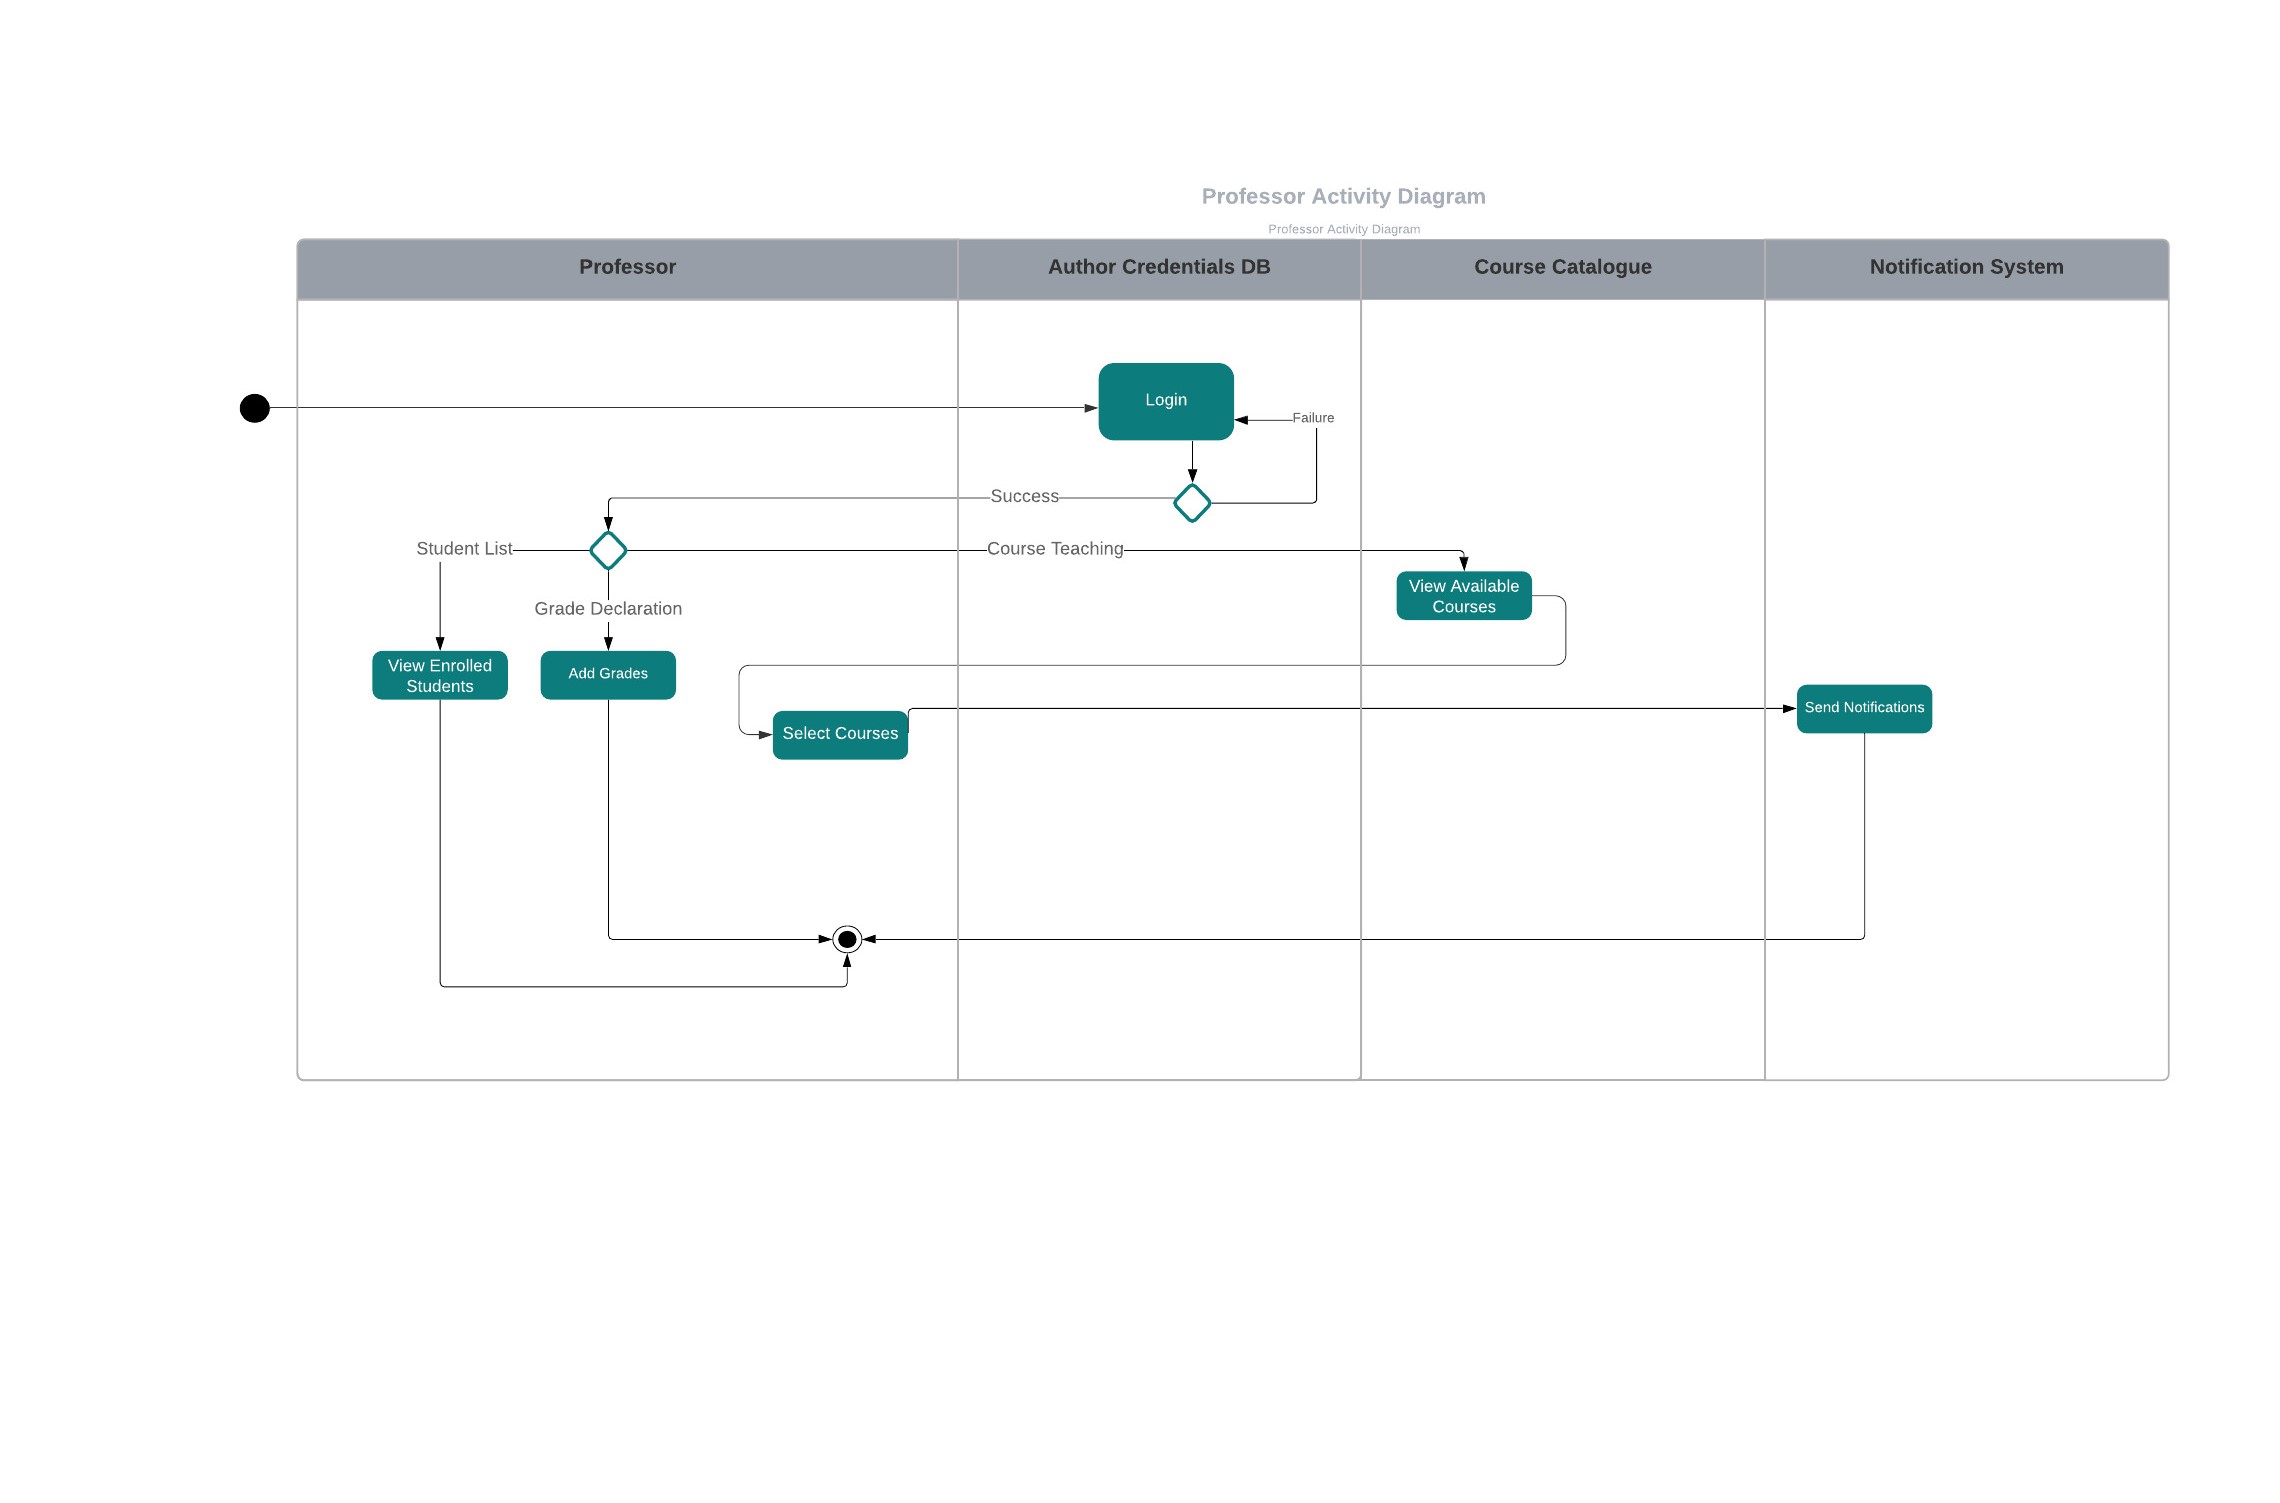 Professor Activity Diagram
Professor Activity Diagram
Professor
Author Credentials DB
Course Catalogue
Notification System
Login
Failure
Success
Student List
Course Teaching
View Available
Courses
Grade Declaration
View Enrolled
Students
Add Grades
Select Courses
Send Notifications